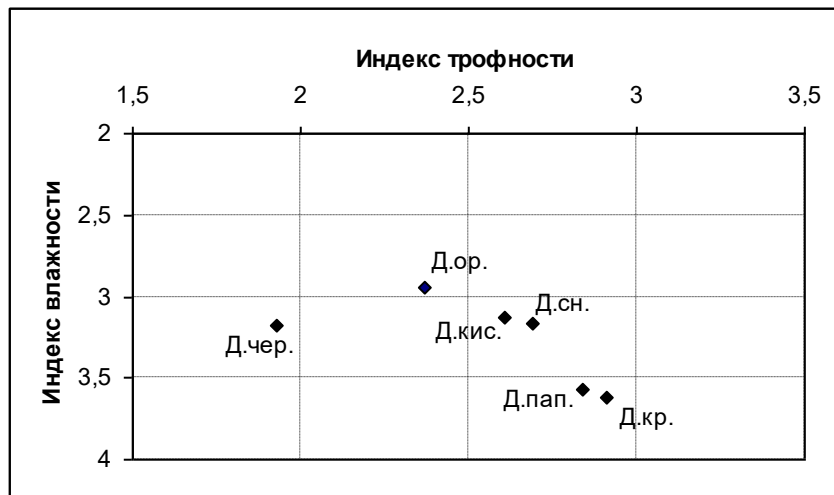 Индекс трофности
1,5 2 2,5 3 3,5
Индекс влажности
2
2,5
3
3,5
4
Д.ор.
Д.сн.
Д.кис.
Д.чер.
Д.пап.
Д.кр.